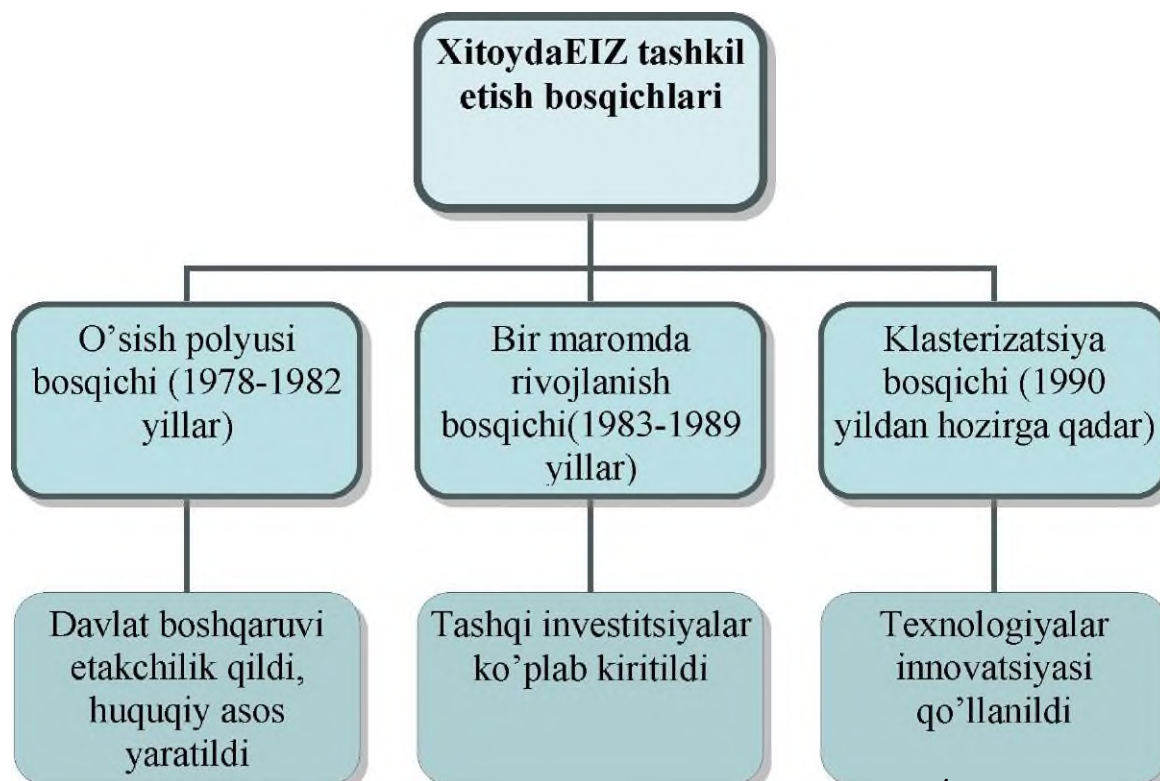 XitoydaEIZ tashkil
etish bosqichlari
O'sish polyusi
bosqichi (1978-1982
yillar)
Bir maromda
rivojlanish
bosqichi(1983-1989
yillar)
Klasterizatsiya
bosqichi (1990
yildan hozirga qadar)
Davlat boshqaruvi
etakchilik qildi,
huquqiy asos
yaratildi
Tashqi investitsiyalar
ko'plab kiritildi
Texnologiyalar
innovatsiyasi
qo'llanildi